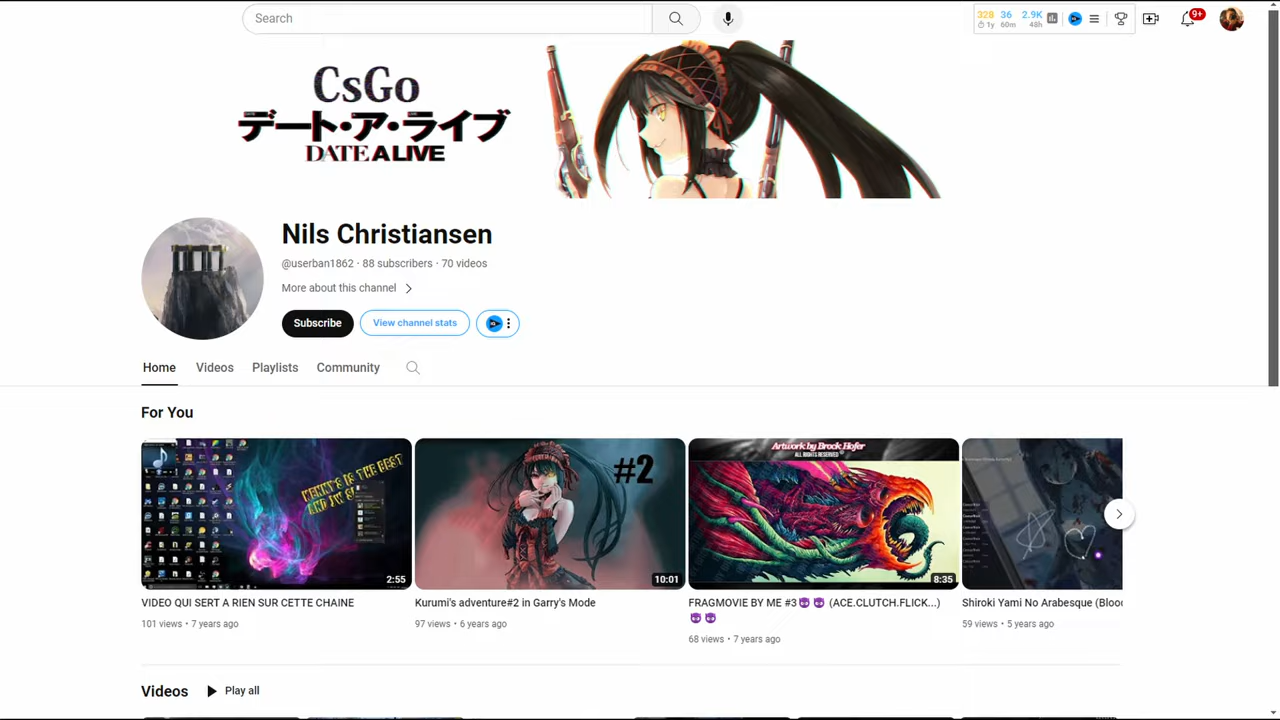 Search
328 36 2.9K
1y 60m 48h
9+
CsGo
デート・ア・ライブ
DATE A LIVE
Nils Christiansen
@userban1862 · 88 subscribers · 70 videos
More about this channel
Subscribe
View channel stats
Home Videos Playlists Community
For You
KENNY'S IS THE BEST
2:55
#2
10:01
Artwork by Brock Hofer
ALL RIGHTS RESERVED
8:35
VIDEO QUI SERT A RIEN SUR CETTE CHAINE
101 views • 7 years ago
Kurumi's adventure#2 in Garry's Mode
97 views • 6 years ago
FRAGMOVIE BY ME #3😈 😈 (ACE.CLUTCH.FLICK...)
😈 😈
68 views • 7 years ago
Shiroki Yami No Arabesque (Blooc
59 views • 5 years ago
Videos Play all